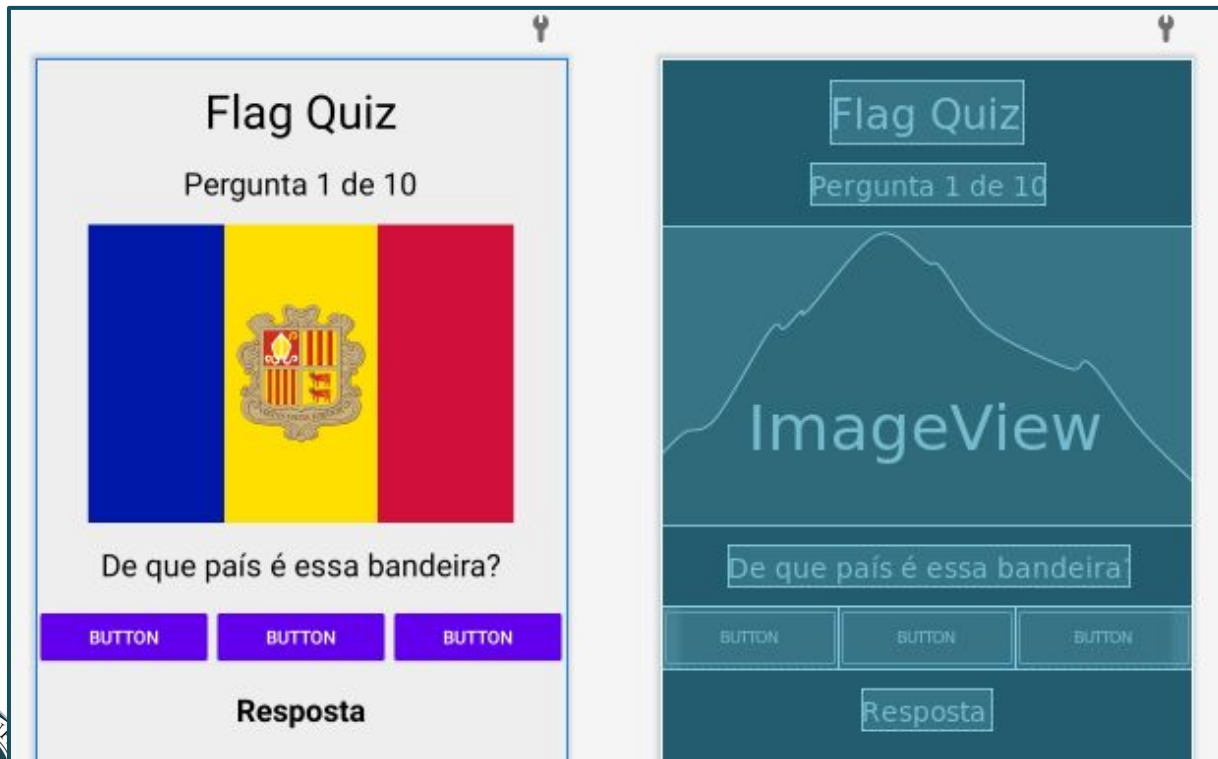 Flag Quiz
Pergunta 1 de 10
De que país é essa bandeira?
BUTTON BUTTON BUTTON
Resposta
Flag Quiz
Pergunta 1 de 10
ImageView
De que país é essa bandeira?
BUTTON BUTTON BUTTON
Resposta